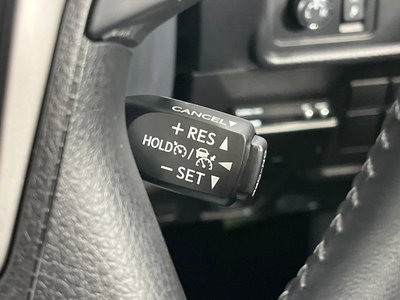 CANCEL▼
+ RES ▲
HOLD /
− SET ▼